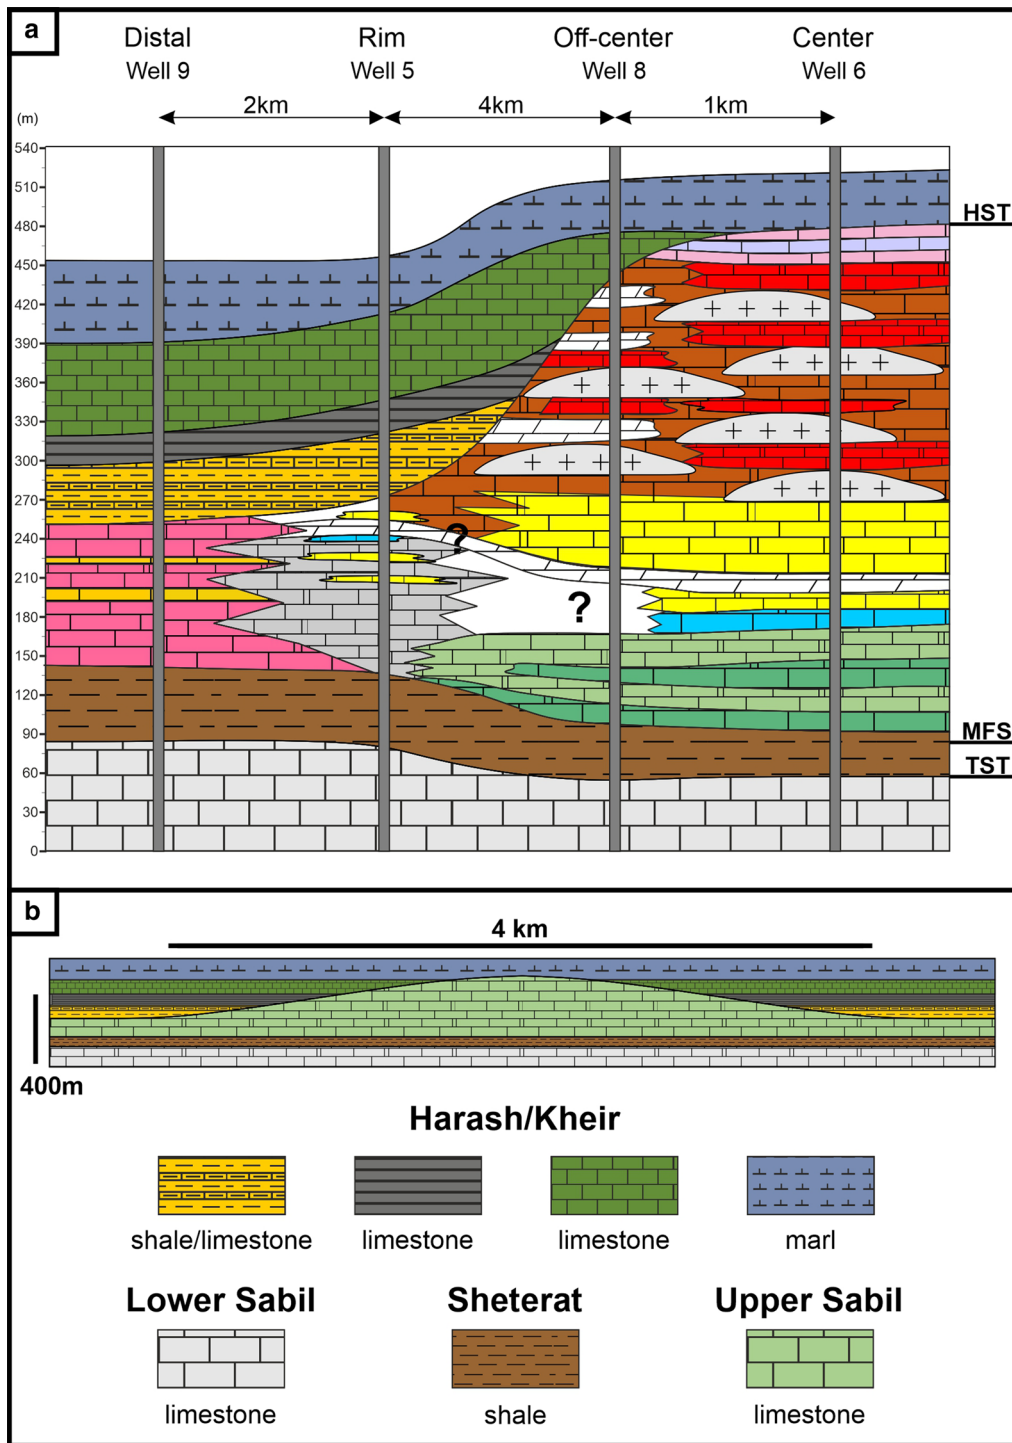 a
Distal Rim Off-center Center
Well 9 Well 5 Well 8 Well 6
2km 4km 1km
(m)
540
510
480
HST
450
420
390
360
330
300
270
240
?
210
?
180
150
120
90
MFS
60
TST
30
0
b
4 km
400m
Harash/Kheir
shale/limestone limestone limestone marl
Lower Sabil Sheterat Upper Sabil
limestone shale limestone